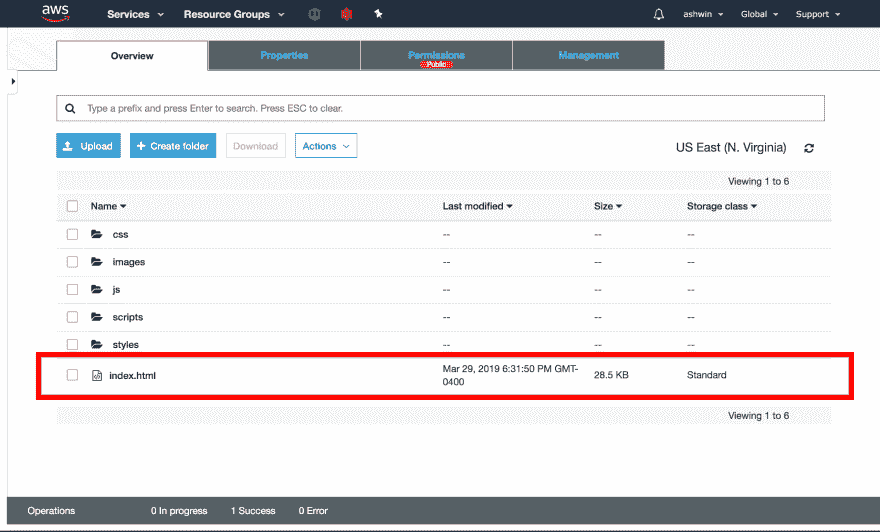 aws Services Resource Groups ashwin Global Support
Overview Properties Permissions Management
Public
Type a prefix and press Enter to search. Press ESC to clear.
Upload Create folder Download Actions US East (N. Virginia)
Viewing 1 to 6
Name Last modified Size Storage class
css -- -- --
images -- -- --
js -- -- --
scripts -- -- --
styles -- -- --
index.html Mar 29, 2019 6:31:50 PM GMT-
0400 28.5 KB Standard
Viewing 1 to 6
Operations 0 In progress 1 Success 0 Error